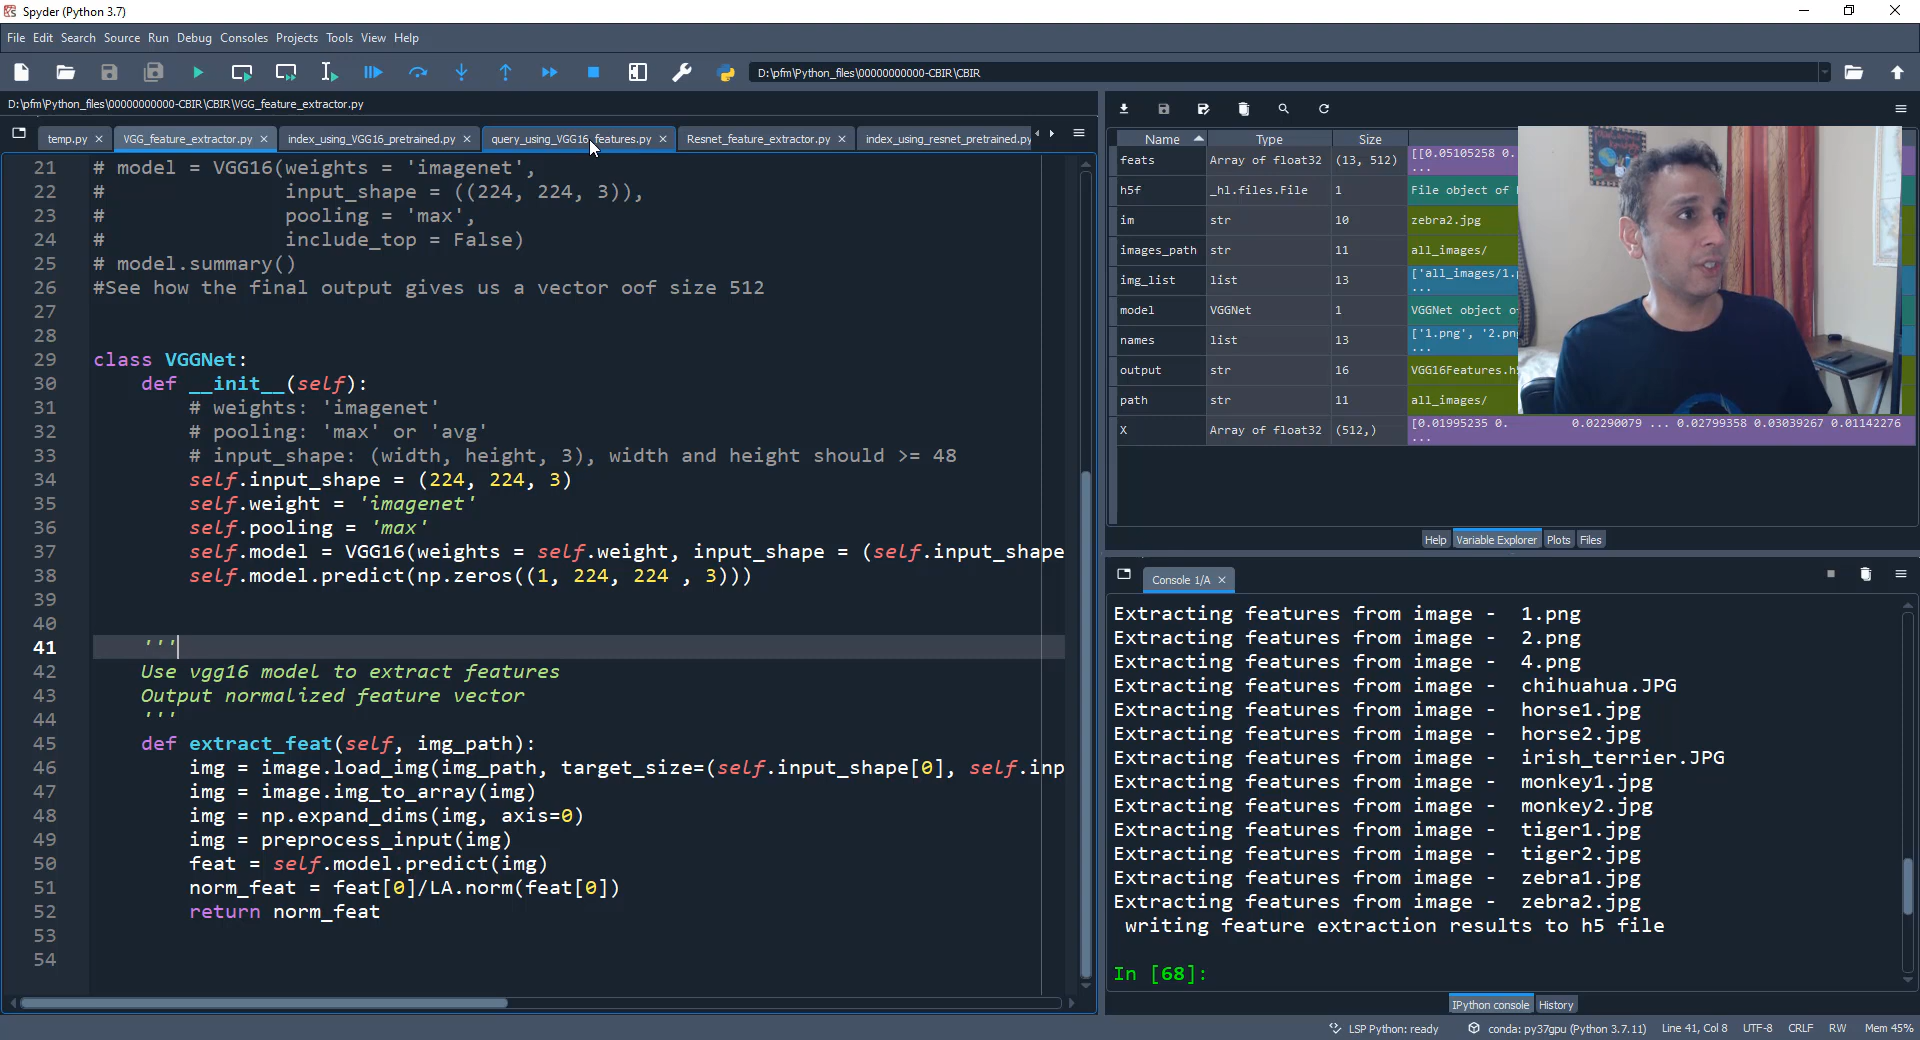 Spyder (Python 3.7)
File Edit Search Source Run Debug Consoles Projects Tools View Help
D:\pfm\Python_files\00000000000-CBIR\CBIR
D:\pfm\Python_files\00000000000-CBIR\CBIR\VGG_feature_extractor.py
temp.py VGG_feature_extractor.py index_using_VGG16_pretrained.py query_using_VGG16_features.py Resnet_feature_extractor.py index_using_resnet_pretrained.py
21 # model = VGG16(weights = 'imagenet',
22 # input_shape = ((224, 224, 3)),
23 # pooling = 'max',
24 # include_top = False)
25 # model.summary()
26 #See how the final output gives us a vector oof size 512
27
28
29 class VGGNet:
30 def __init__(self):
31 # weights: 'imagenet'
32 # pooling: 'max' or 'avg'
33 # input_shape: (width, height, 3), width and height should >= 48
34 self.input_shape = (224, 224, 3)
35 self.weight = 'imagenet'
36 self.pooling = 'max'
37 self.model = VGG16(weights = self.weight, input_shape = (self.input_shape
38 self.model.predict(np.zeros((1, 224, 224 , 3)))
39
40
41 '''
42 Use vgg16 model to extract features
43 Output normalized feature vector
44 '''
45 def extract_feat(self, img_path):
46 img = image.load_img(img_path, target_size=(self.input_shape[0], self.inp
47 img = image.img_to_array(img)
48 img = np.expand_dims(img, axis=0)
49 img = preprocess_input(img)
50 feat = self.model.predict(img)
51 norm_feat = feat[0]/LA.norm(feat[0])
52 return norm_feat
53
54
Name Type Size
feats Array of float32 (13, 512) [[0.05105258 0.
...
h5f _hl.files.File 1 File object of
im str 10 zebra2.jpg
images_path str 11 all_images/
img_list list 13 ['all_images/1.
...
model VGGNet 1 VGGNet object o
names list 13 ['1.png', '2.pn
...
output str 16 VGG16Features.h
path str 11 all_images/
X Array of float32 (512,) [0.01995235 0. 0.02290079 ... 0.02799358 0.03039267 0.01142276
...
Help Variable Explorer Plots Files
Console 1/A
Extracting features from image - 1.png
Extracting features from image - 2.png
Extracting features from image - 4.png
Extracting features from image - chihuahua.JPG
Extracting features from image - horse1.jpg
Extracting features from image - horse2.jpg
Extracting features from image - irish_terrier.JPG
Extracting features from image - monkey1.jpg
Extracting features from image - monkey2.jpg
Extracting features from image - tiger1.jpg
Extracting features from image - tiger2.jpg
Extracting features from image - zebra1.jpg
Extracting features from image - zebra2.jpg
writing feature extraction results to h5 file
In [68]:
IPython console History
LSP Python: ready conda: py37gpu (Python 3.7.11) Line 41, Col 8 UTF-8 CRLF RW Mem 45%